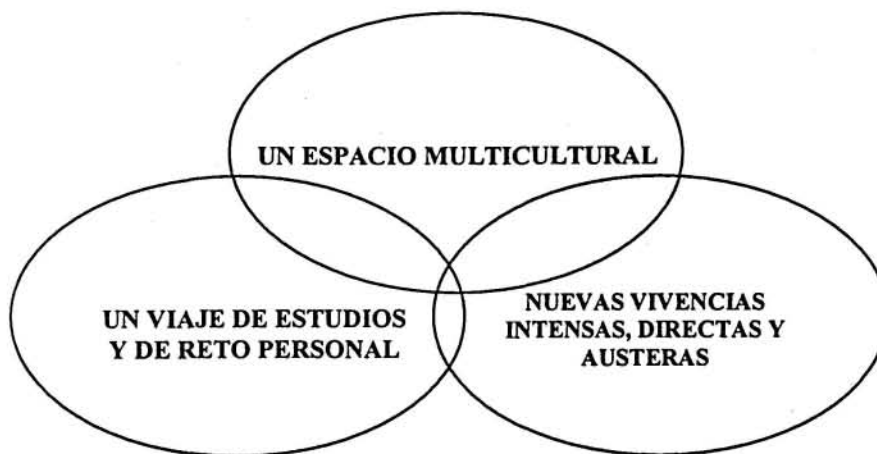 UN ESPACIO MULTICULTURAL
UN VIAJE DE ESTUDIOS
Y DE RETO PERSONAL
NUEVAS VIVENCIAS
INTENSAS, DIRECTAS Y
AUSTERAS